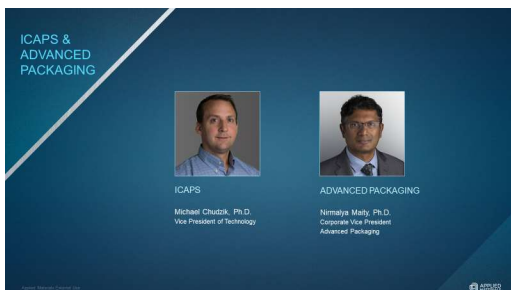 ICAPS &
ADVANCED
PACKAGING
ICAPS
Michael Chudzik, Ph.D.
Vice President of Technology
ADVANCED PACKAGING
Nirmalya Maity, Ph.D.
Corporate Vice President
Advanced Packaging
APPLIED